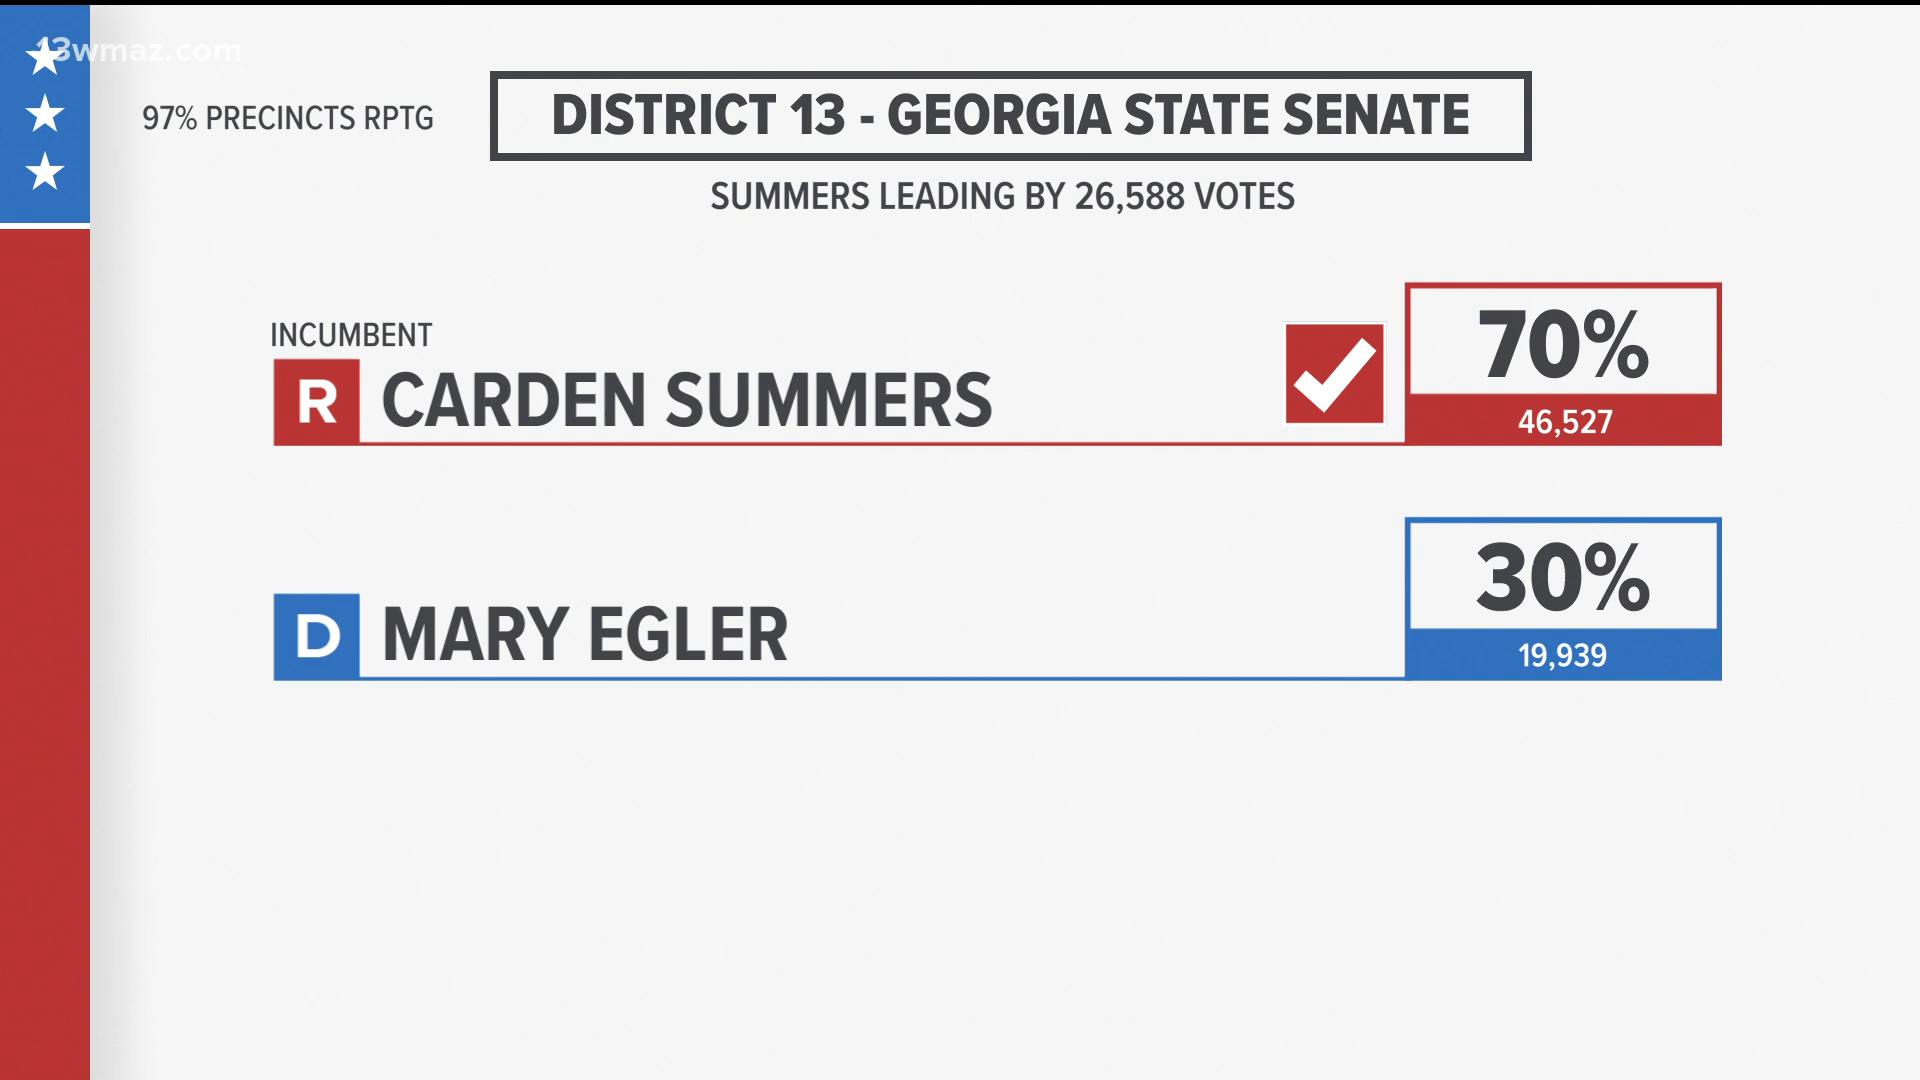 13wmaz.com
97% PRECINCTS RPTG
DISTRICT 13 - GEORGIA STATE SENATE
SUMMERS LEADING BY 26,588 VOTES
INCUMBENT
R CARDEN SUMMERS
70%
46,527
D MARY EGLER
30%
19,939